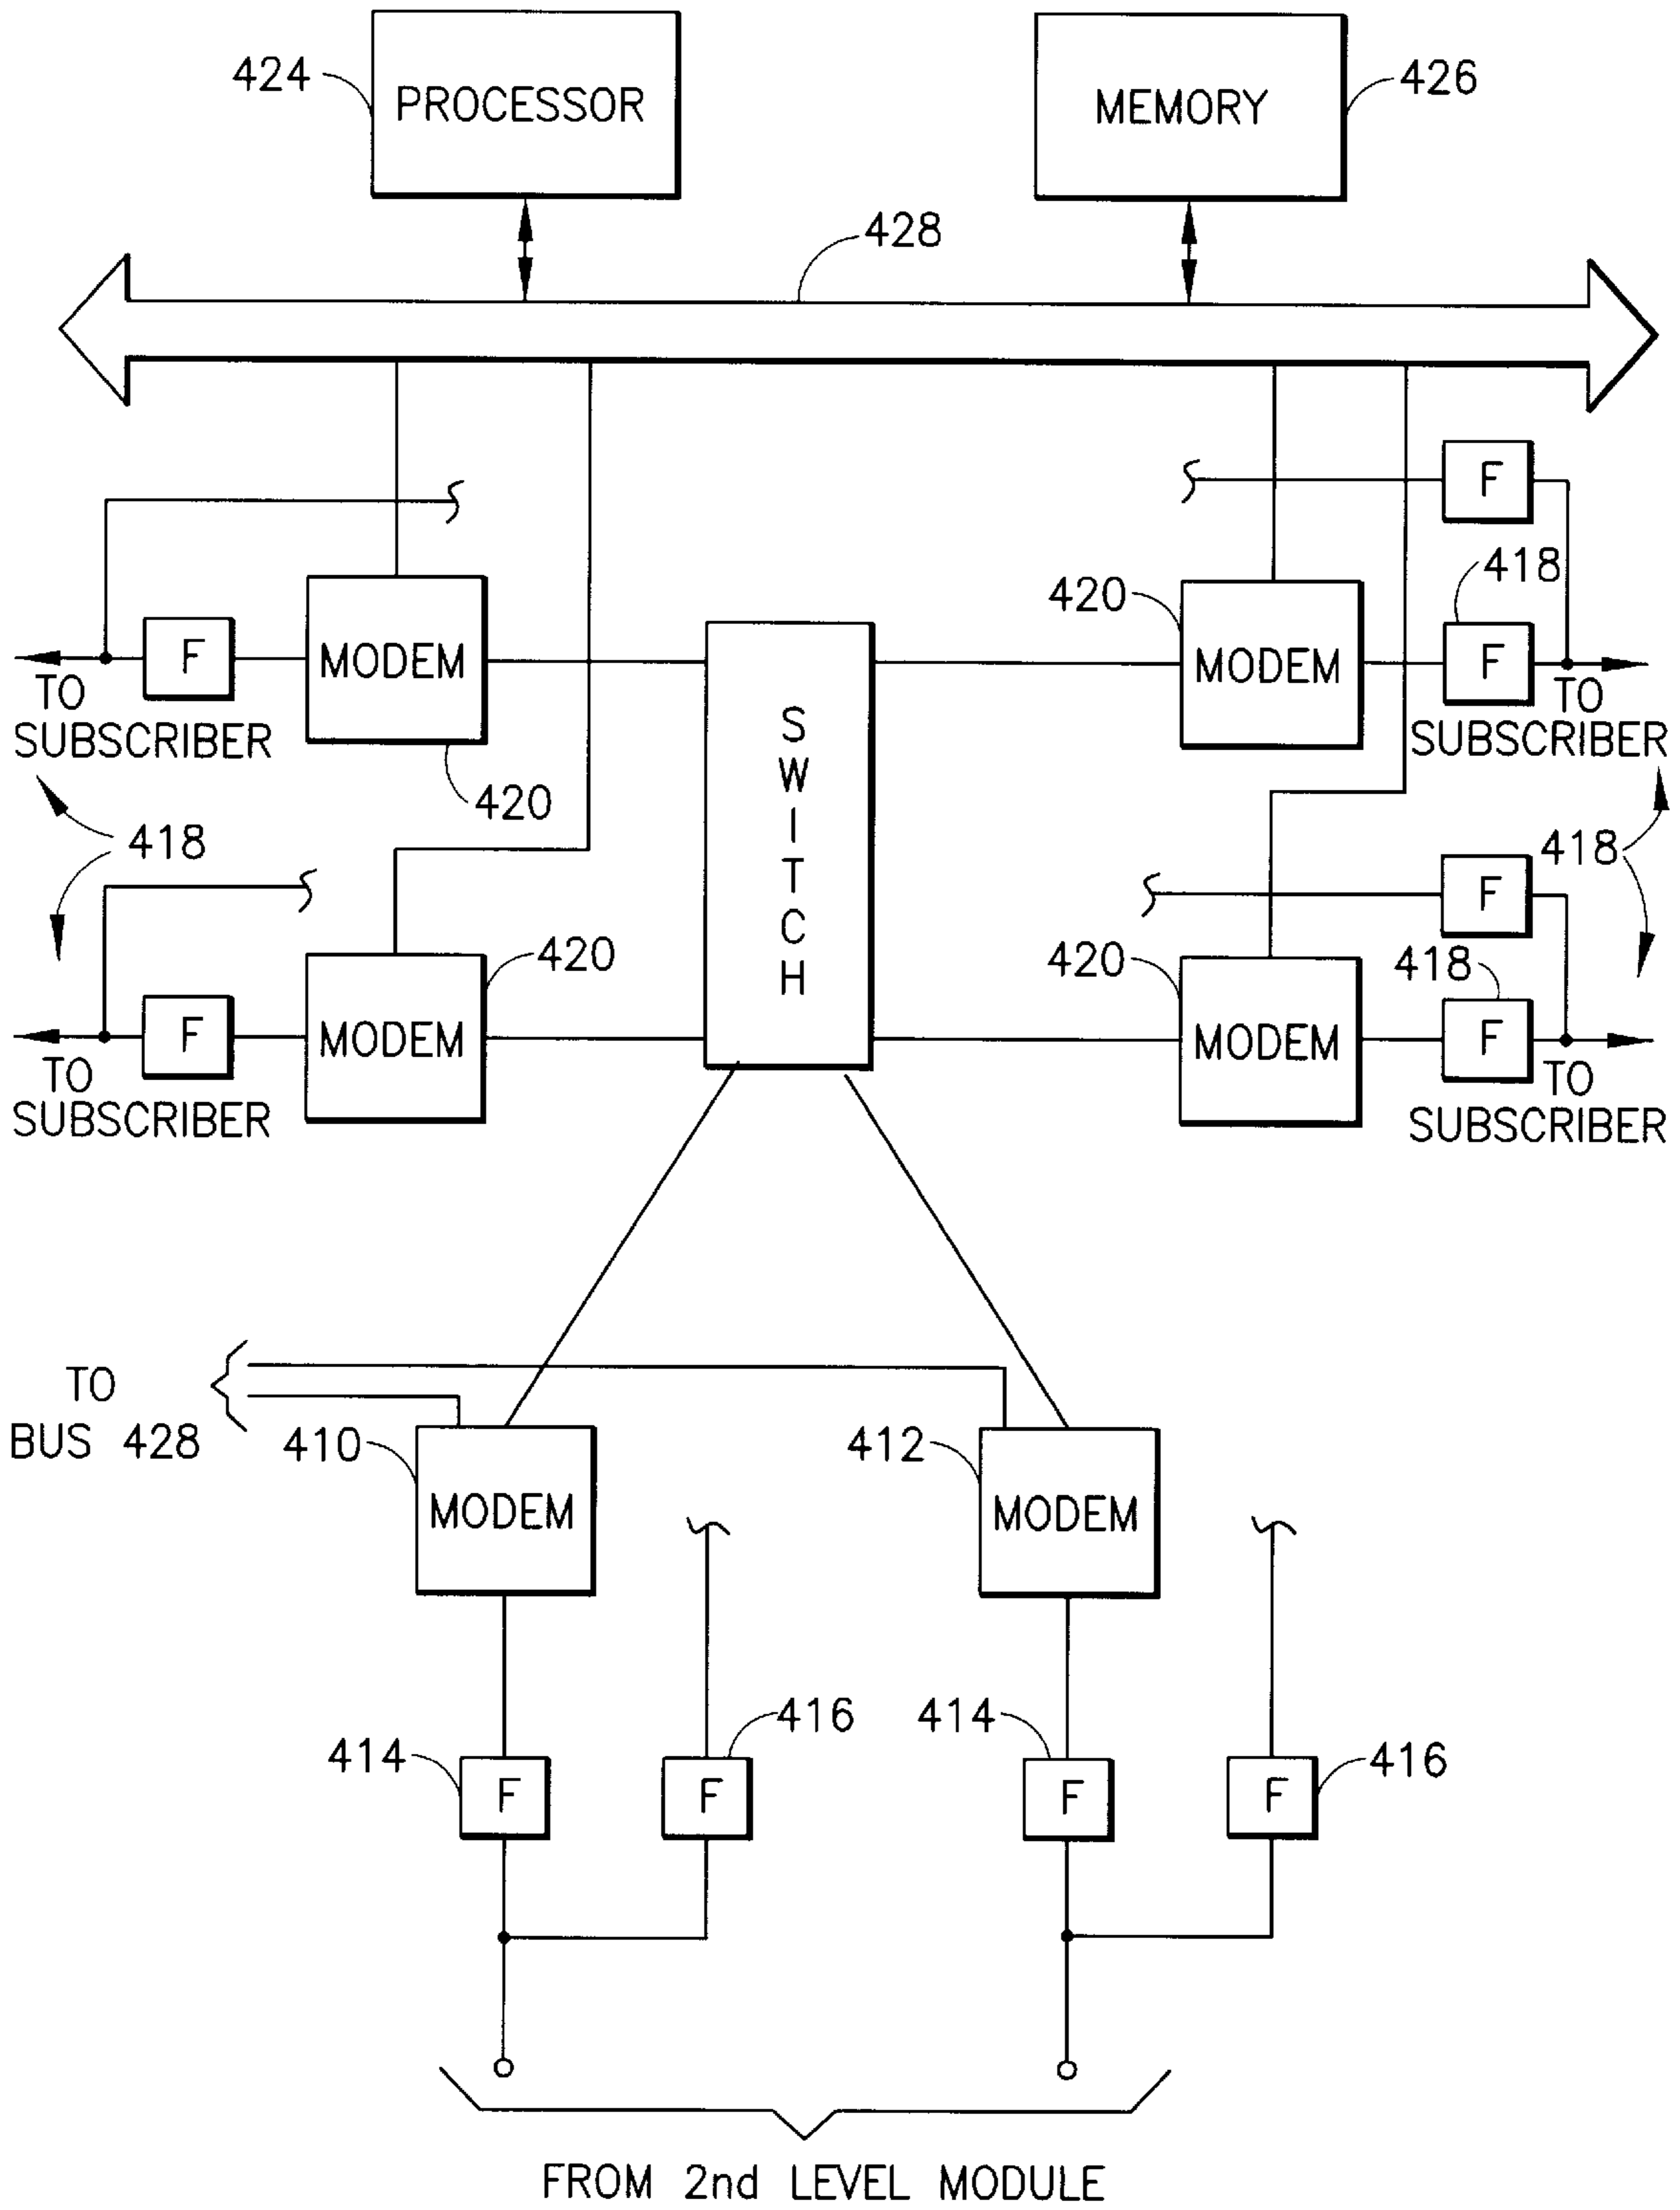 424
PROCESSOR
MEMORY
426
428
F
418
420
F
MODEM
MODEM
F
TO
SUBSCRIBER
TO
SUBSCRIBER
420
SWITCH
418
418
F
420
420
418
F
MODEM
MODEM
F
TO
SUBSCRIBER
TO
SUBSCRIBER
TO
BUS 428
410
MODEM
412
MODEM
414
F
416
F
414
F
416
F
FROM 2nd LEVEL MODULE